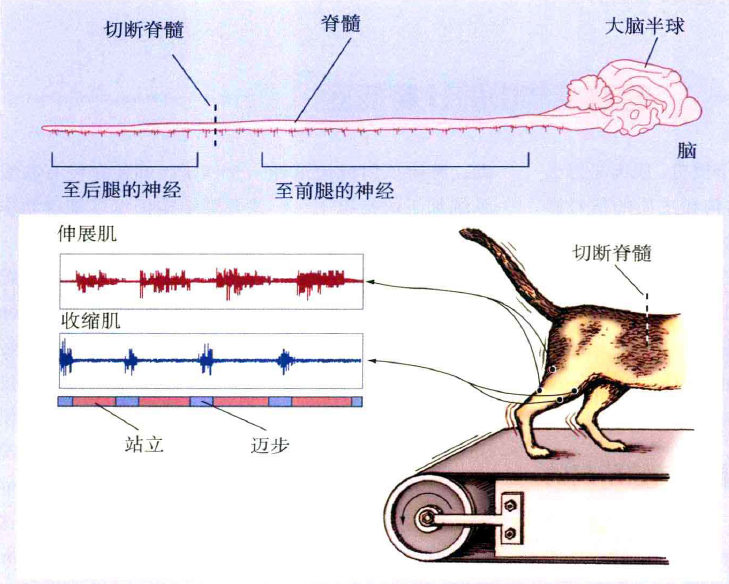 切断脊髓
脊髓
大脑半球
脑
至后腿的神经
至前腿的神经
伸展肌
切断脊髓
收缩肌
站立
迈步